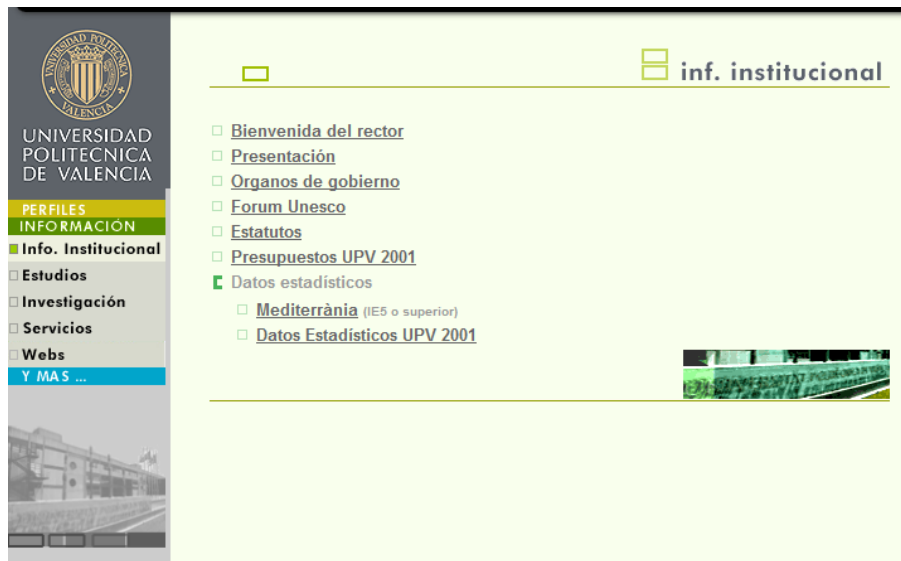 UNIVERSIDAD POLITECNICA
VALENCIA
UNIVERSIDAD
POLITECNICA
DE VALENCIA
PERFILES
INFORMACIÓN
Info. Institucional
Estudios
Investigación
Servicios
Webs
Y MAS ...
inf. institucional
Bienvenida del rector
Presentación
Organos de gobierno
Forum Unesco
Estatutos
Presupuestos UPV 2001
Datos estadísticos
Mediterrània (IE5 o superior)
Datos Estadísticos UPV 2001